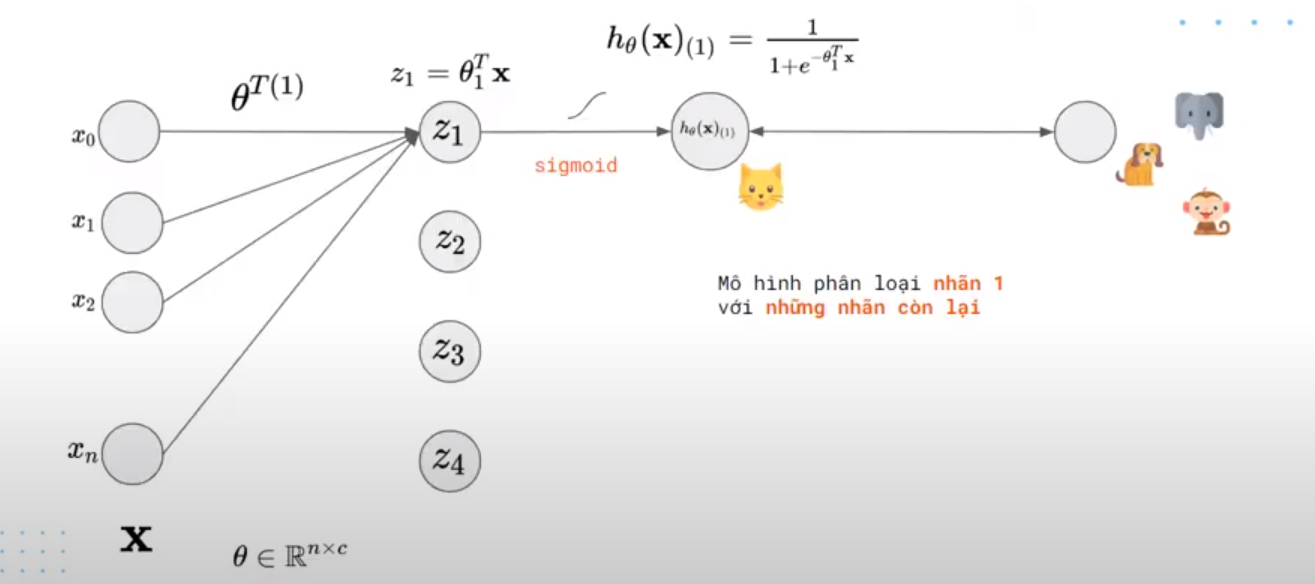 h_θ(𝐱)_(1) = 1 / (1+e^{-θ_1^T 𝐱})
θ^{T(1)}
z_1 = θ_1^T 𝐱
x_0
z_1
h_θ(𝐱)_(1)
sigmoid
x_1
z_2
x_2
Mô hình phân loại nhãn 1
với những nhãn còn lại
z_3
x_n
z_4
𝐱
θ ∈ ℝ^{n×c}